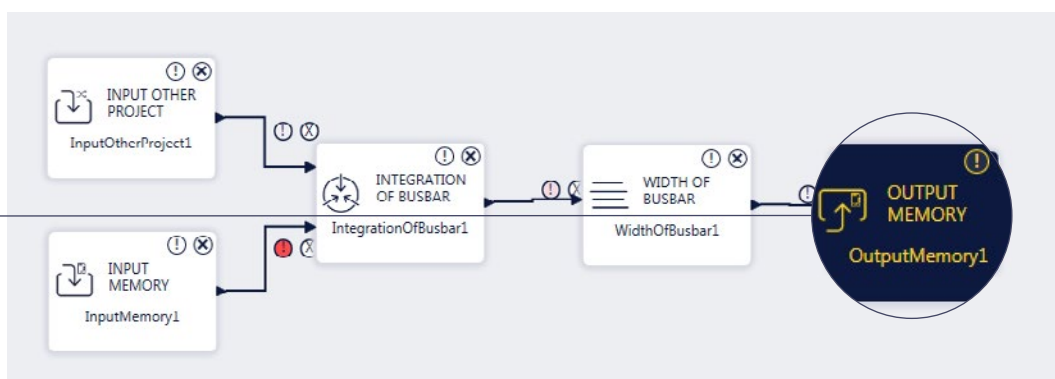 INPUT OTHER
PROJECT
InputOtherProject1
INTEGRATION
OF BUSBAR
IntegrationOfBusbar1
WIDTH OF
BUSBAR
WidthOfBusbar1
OUTPUT
MEMORY
OutputMemory1
INPUT
MEMORY
InputMemory1